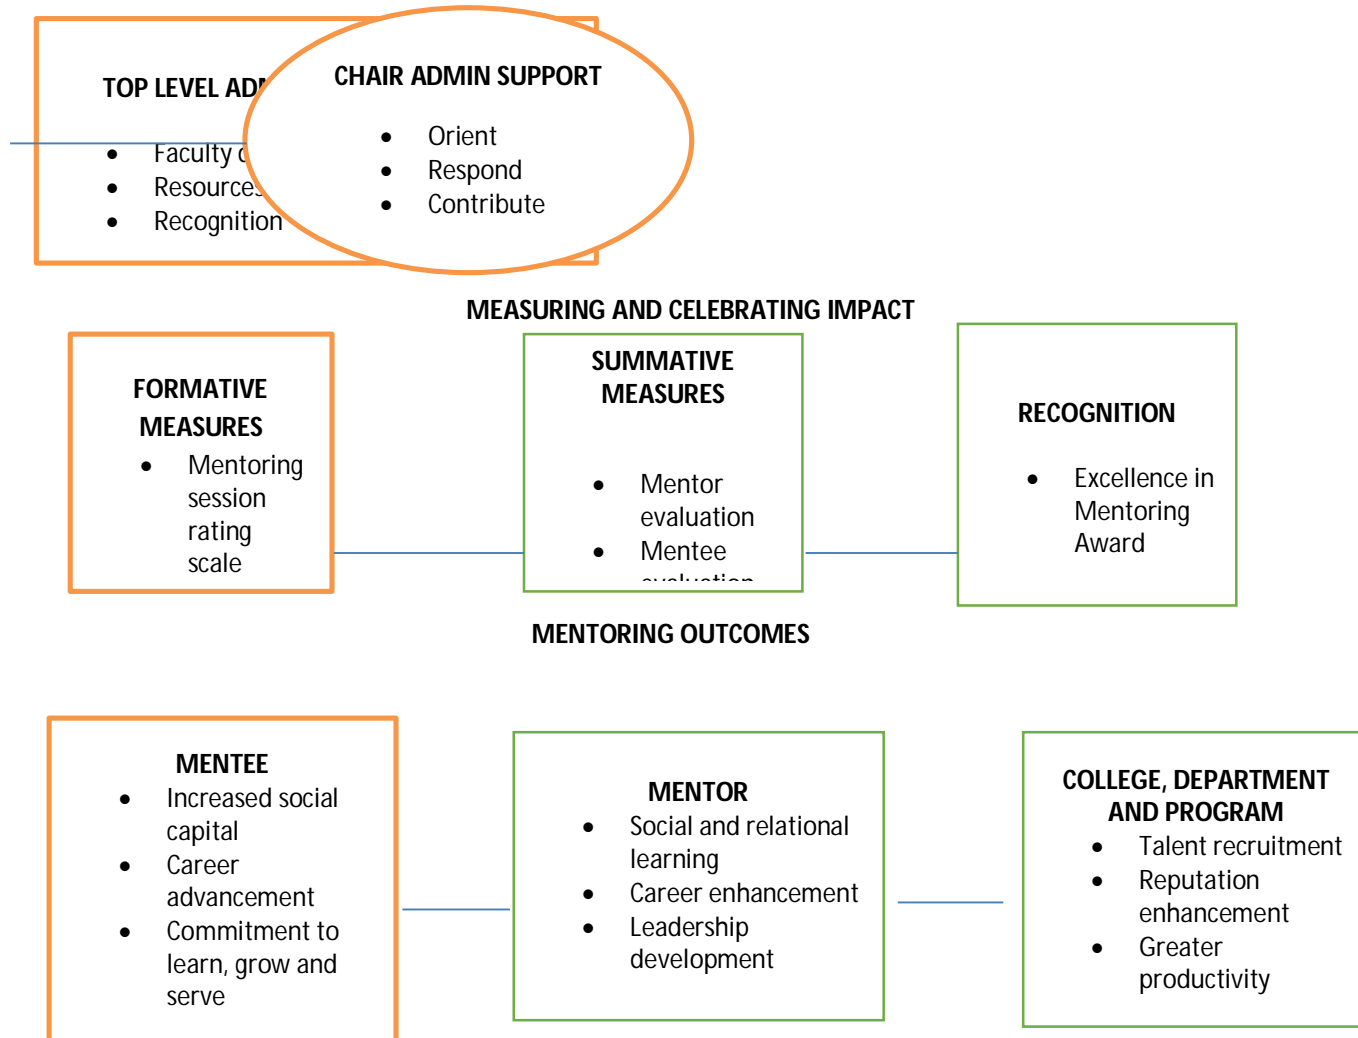 TOP LEVEL
• Faculty
• Resources
• Recognition
CHAIR ADMIN SUPPORT
• Orient
• Respond
• Contribute
MEASURING AND CELEBRATING IMPACT
FORMATIVE
MEASURES
• Mentoring
session
rating
scale
SUMMATIVE
MEASURES
• Mentor
evaluation
• Mentee
evaluation
RECOGNITION
• Excellence in
Mentoring
Award
MENTORING OUTCOMES
MENTEE
• Increased social
capital
• Career
advancement
• Commitment to
learn, grow and
serve
MENTOR
• Social and relational
learning
• Career enhancement
• Leadership
development
COLLEGE, DEPARTMENT
AND PROGRAM
• Talent recruitment
• Reputation
enhancement
• Greater
productivity